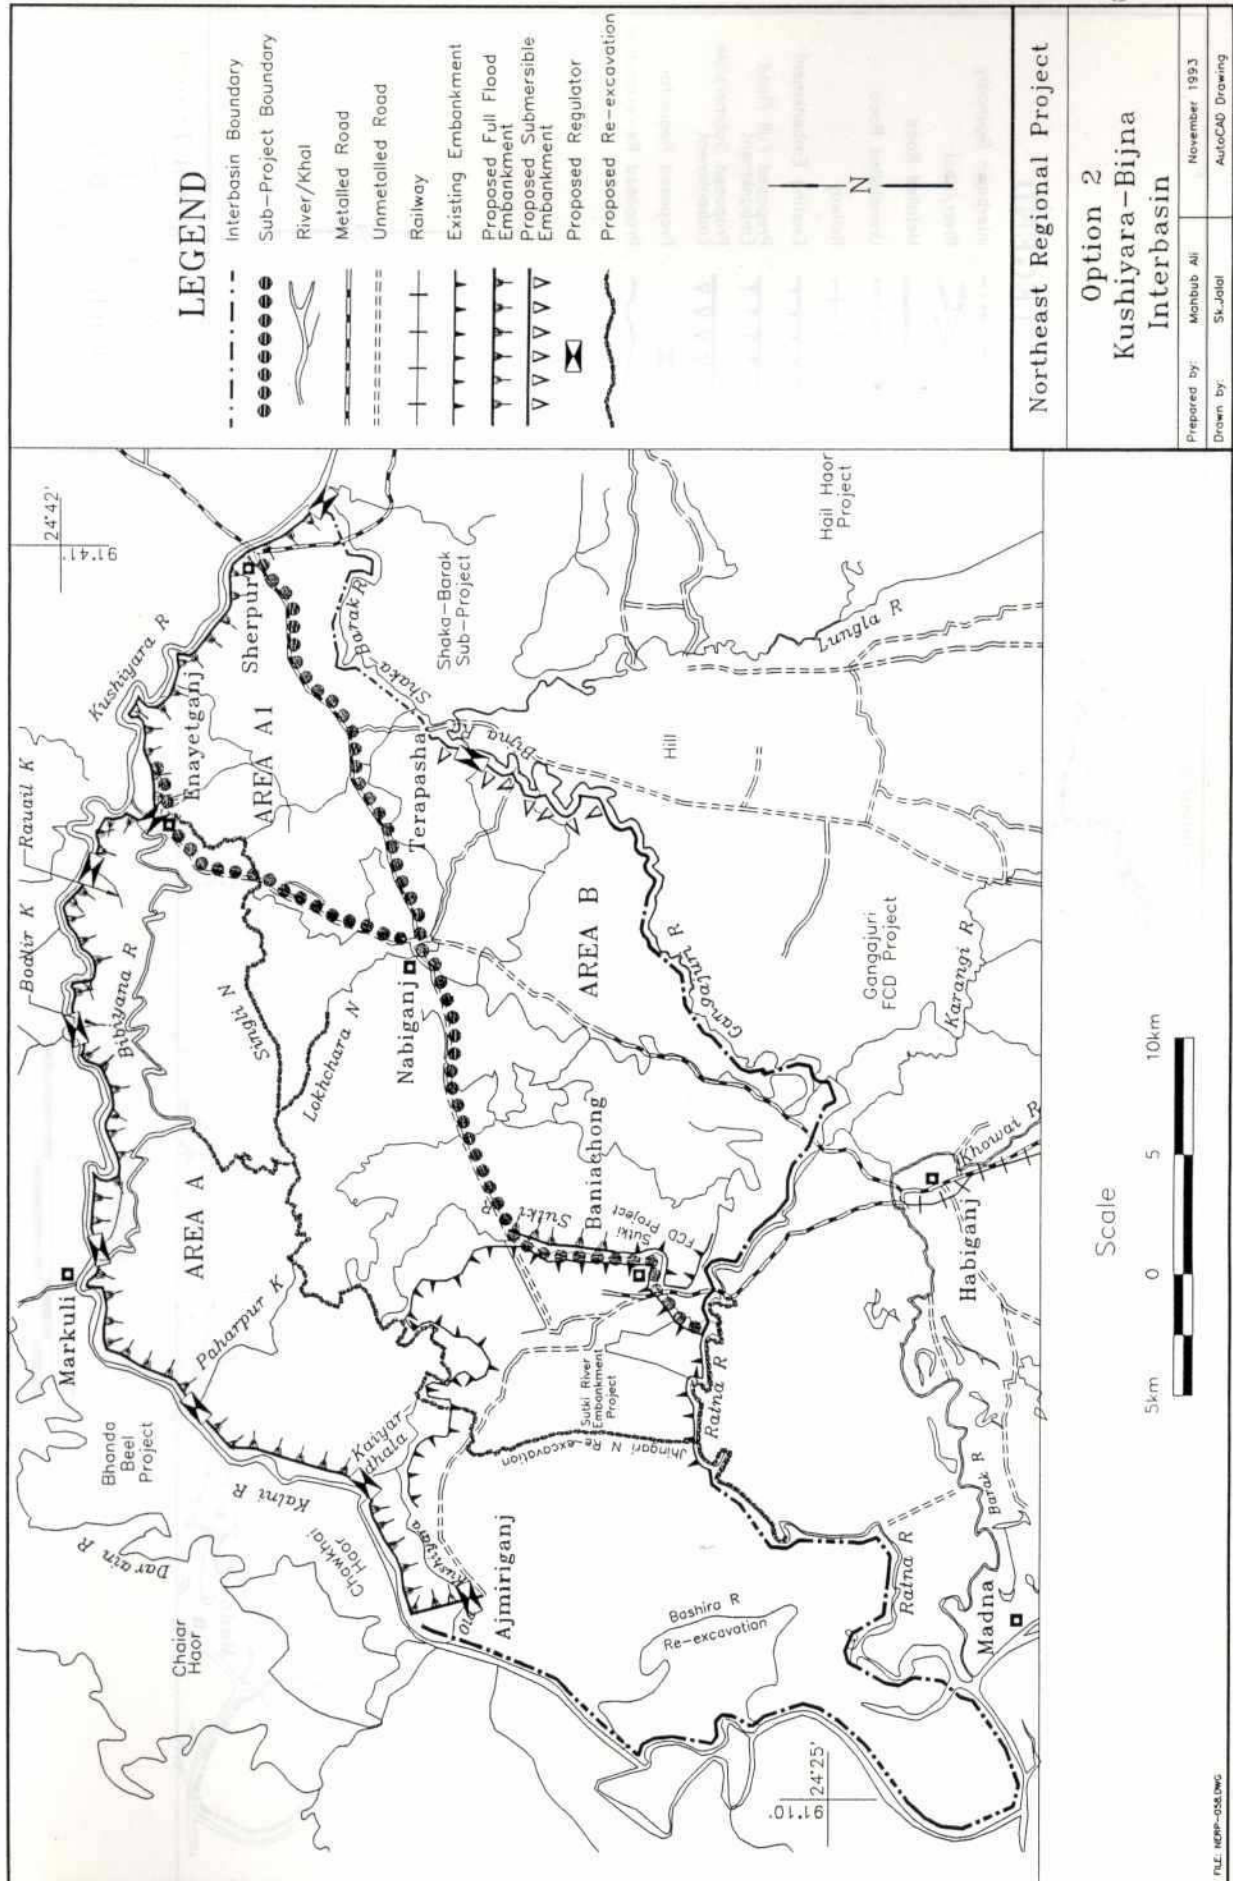 LEGEND
Interbasin Boundary
Sub-Project Boundary
River/Khal
Metalled Road
Unmetalled Road
Railway
Existing Embankment
Proposed Full Flood
Embankment
Proposed Submersible
Embankment
Proposed Regulator
Proposed Re-excavation
N
Northeast Regional Project
Option 2
Kushiyara-Bijna
Interbasin
Prepared by: Mahbub Ali
November 1993
Drawn by: Sk.Jalal
AutoCAD Drawing
24°42'
91°41'
Kushiyara R
Bodlir K
Rauail K
Sherpur
Enayetganj
AREA A1
Shaka-Barak R
Shaka-Barak
Sub-Project
Terapasha
Bijna R
Hill
Lungla R
Hail Haor
Project
Bibiyana R
Singli N
Lokhchara N
Nabiganj
AREA B
Gangajuri R
Gangajuri
FCD Project
Karangi R
Markuli
AREA A
Paharpur K
Sutki
Baniachong
Sutki
FCD Project
Khowai R
Habiganj
Bhanda
Beel
Project
Kalni R
Kaiyar
dhala
Darain R
Chawkhai
Haor
Chaiar
Haor
Old Kushiyara
Ajmiriganj
Sutki River
Embankment
Project
Jhingari N Re-excavation
Ratna R
Ratna R
Barak R
Madna
Bashira R
Re-excavation
24°25'
91°10'
Scale
5km 0 5 10km
FILE: NERP-058.DWG